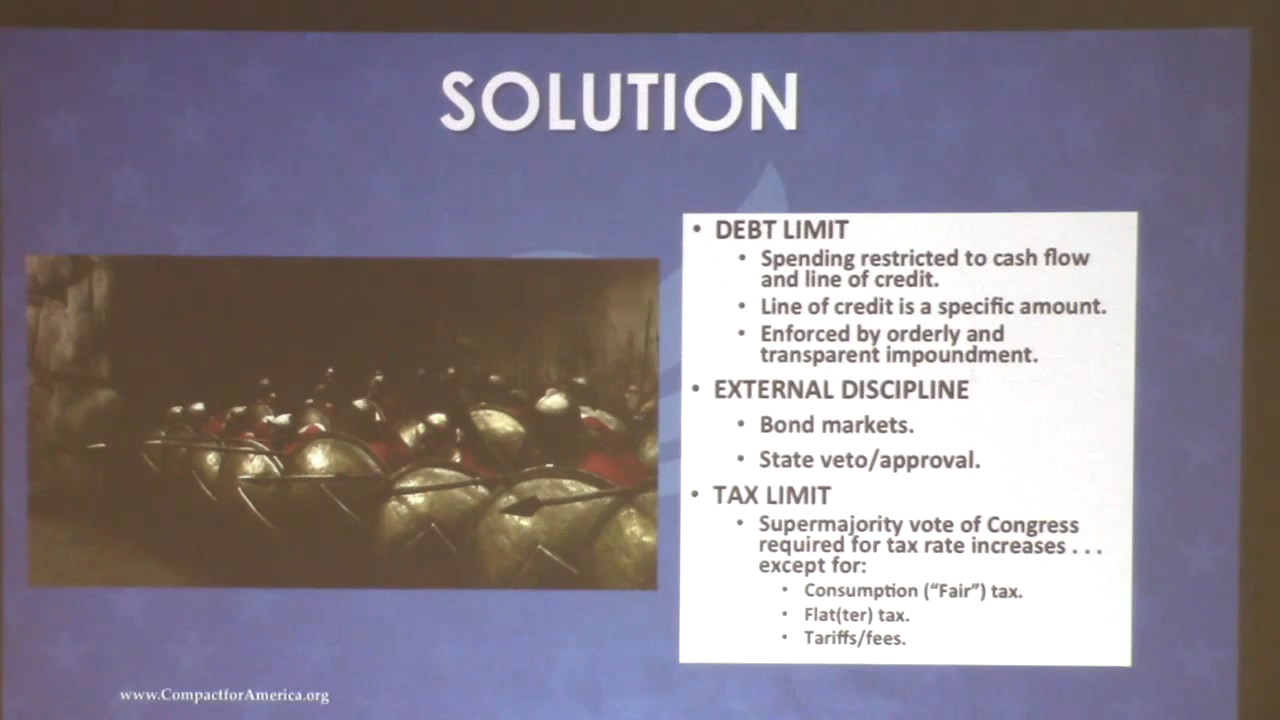 SOLUTION
• DEBT LIMIT
• Spending restricted to cash flow
and line of credit.
• Line of credit is a specific amount.
• Enforced by orderly and
transparent impoundment.
• EXTERNAL DISCIPLINE
• Bond markets.
• State veto/approval.
• TAX LIMIT
• Supermajority vote of Congress
required for tax rate increases . . .
except for:
• Consumption (“Fair”) tax.
• Flat(ter) tax.
• Tariffs/fees.
www.CompactforAmerica.org